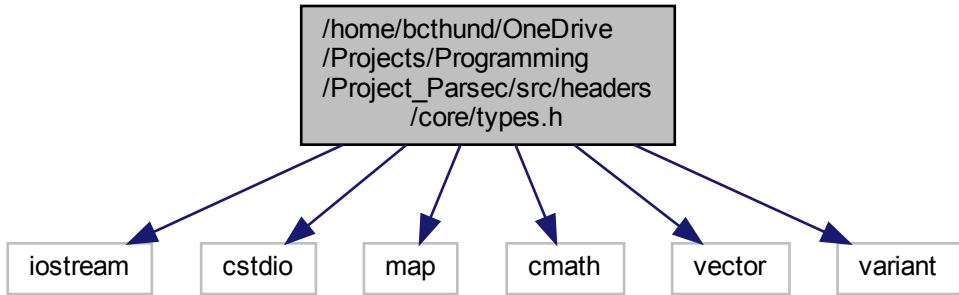 /home/bcthund/OneDrive
/Projects/Programming
/Project_Parsec/src/headers
/core/types.h
iostream
cstdio
map
cmath
vector
variant